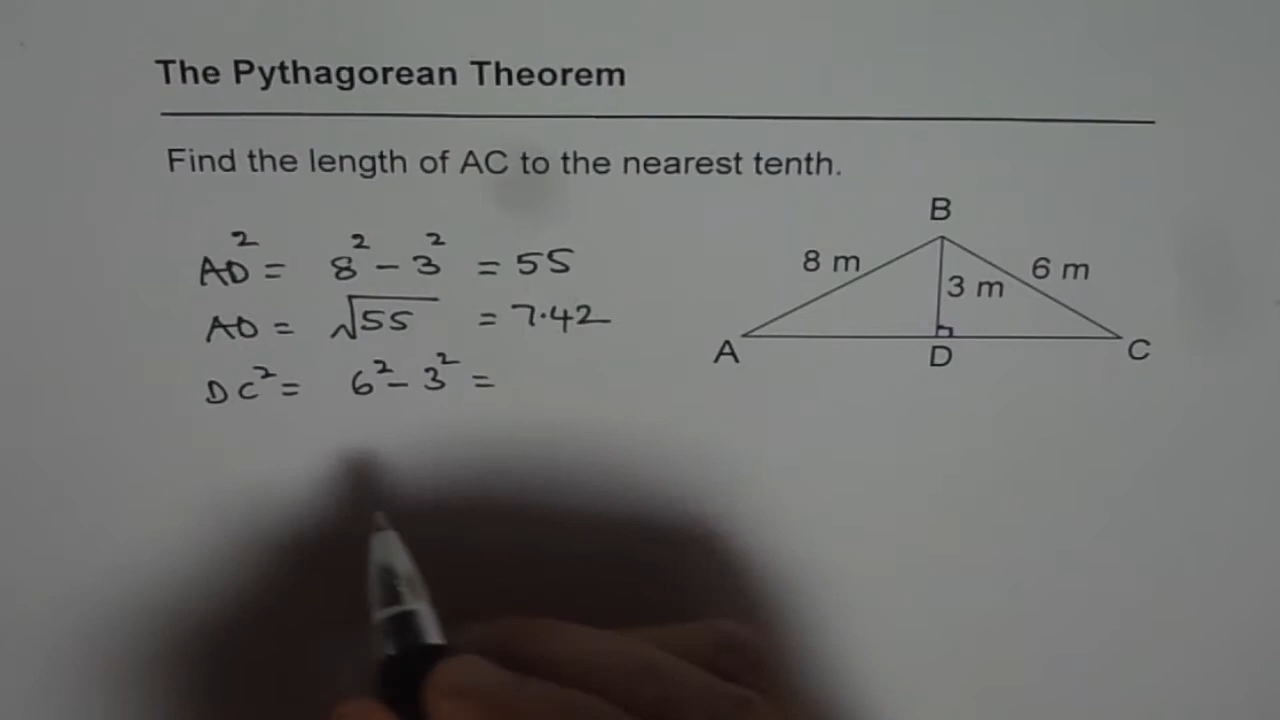 The Pythagorean Theorem
Find the length of AC to the nearest tenth.
AD² = 8² - 3² = 55
AD = √55 = 7.42
DC² = 6² - 3² =
B
8 m
6 m
3 m
A
D
C